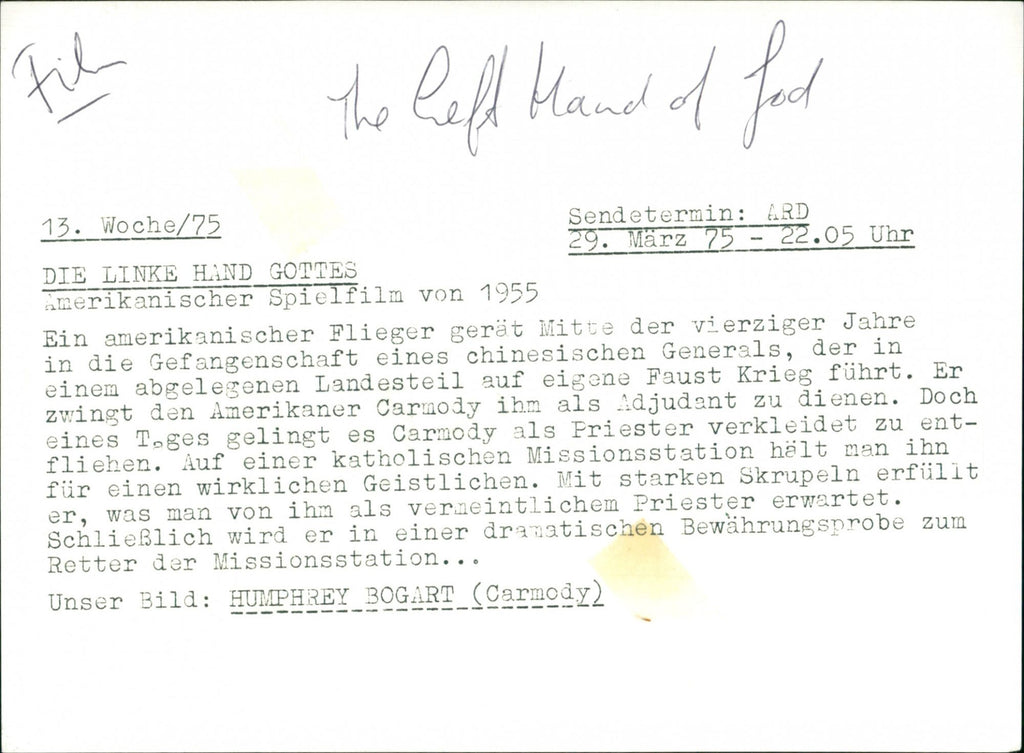 Film
The Left Hand of God
13. Woche/75
Sendetermin: ARD
29. März 75 - 22.05 Uhr
DIE LINKE HAND GOTTES
Amerikanischer Spielfilm von 1955
Ein amerikanischer Flieger gerät Mitte der vierziger Jahre
in die Gefangenschaft eines chinesischen Generals, der in
einem abgelegenen Landesteil auf eigene Faust Krieg führt. Er
zwingt den Amerikaner Carmody ihm als Adjudant zu dienen. Doch
eines Tages gelingt es Carmody als Priester verkleidet zu ent-
fliehen. Auf einer katholischen Missionsstation hält man ihn
für einen wirklichen Geistlichen. Mit starken Skrupeln erfüllt
er, was man von ihm als vermeintlichem Priester erwartet.
Schließlich wird er in einer dramatischen Bewährungsprobe zum
Retter der Missionsstation...
Unser Bild: HUMPHREY BOGART (Carmody)